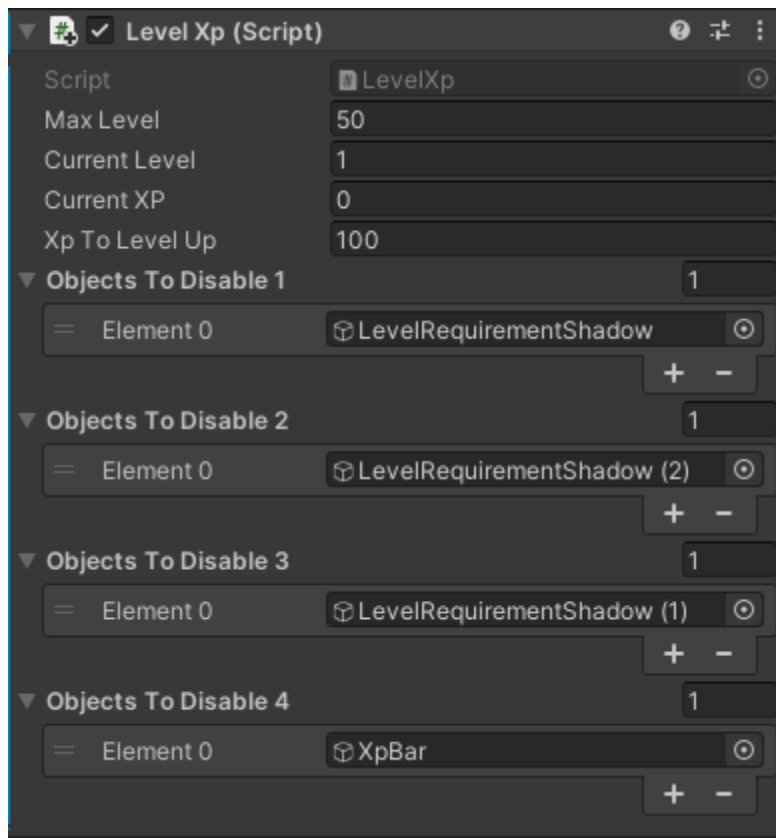 Level Xp (Script)
Script LevelXp
Max Level 50
Current Level 1
Current XP 0
Xp To Level Up 100
Objects To Disable 1 1
Element 0 LevelRequirementShadow
+ −
Objects To Disable 2 1
Element 0 LevelRequirementShadow (2)
+ −
Objects To Disable 3 1
Element 0 LevelRequirementShadow (1)
+ −
Objects To Disable 4 1
Element 0 XpBar
+ −